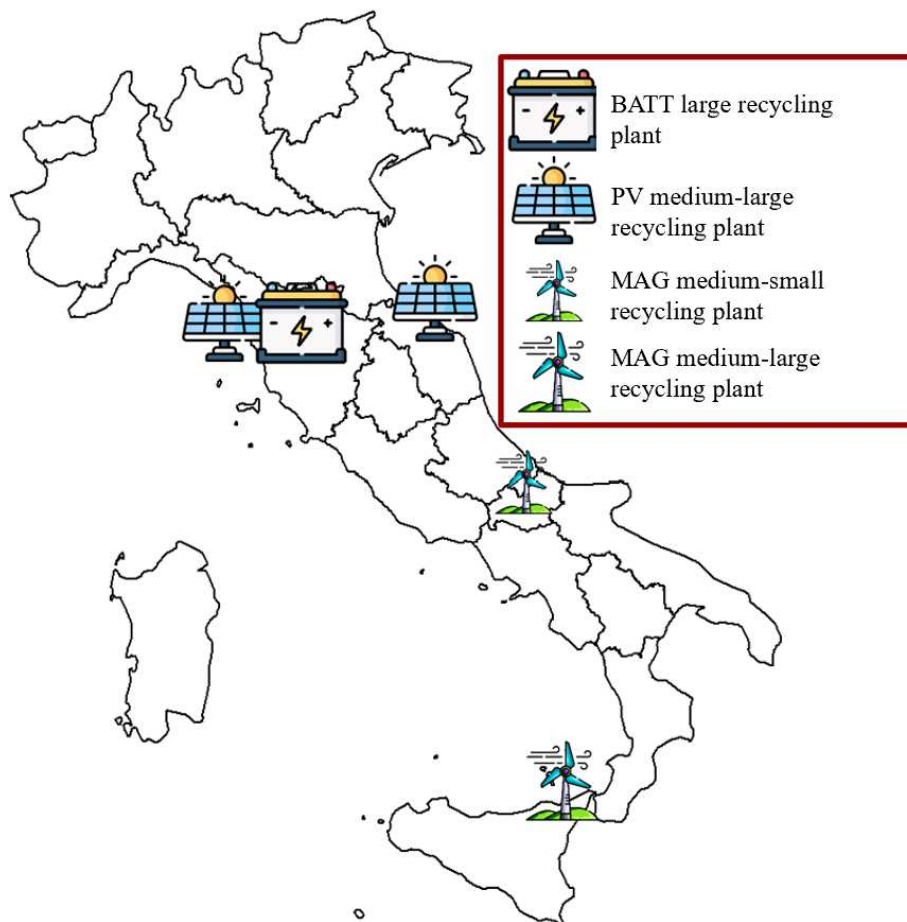 BATT large recycling
plant
PV medium-large
recycling plant
MAG medium-small
recycling plant
MAG medium-large
recycling plant